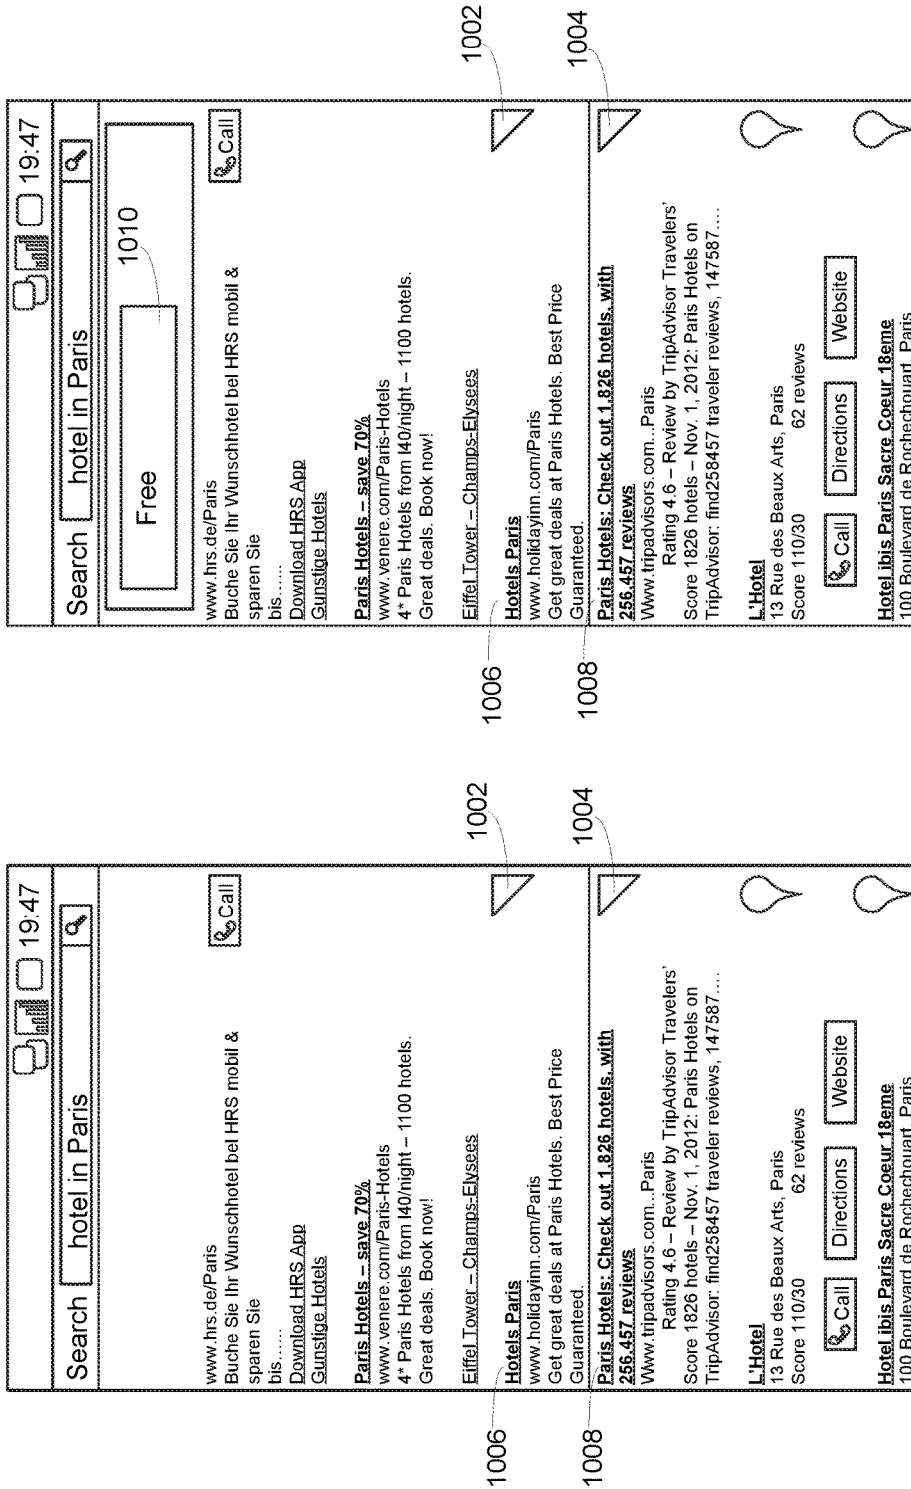 19:47
Search hotel in Paris
www.hrs.de/Paris
Buche Sie Ihr Wunschhotel bel HRS mobil &
sparen Sie
bis......
Download HRS App
Gunstige Hotels
Call
Paris Hotels – save 70%
www.venere.com/Paris-Hotels
4* Paris Hotels from I40/night – 1100 hotels.
Great deals. Book now!
Eiffel Tower – Champs-Elysees
1002
1006
Hotels Paris
www.holidayinn.com/Paris
Get great deals at Paris Hotels. Best Price
Guaranteed.
1004
1008
Paris Hotels: Check out 1.826 hotels, with
256.457 reviews
Www.tripadvisors.com...Paris
Rating 4.6 – Review by TripAdvisor Travelers’
Score 1826 hotels – Nov. 1, 2012: Paris Hotels on
TripAdvisor: find258457 traveler reviews, 147587....
L'Hotel
13 Rue des Beaux Arts, Paris
Score 110/30 62 reviews
Call Directions Website
Hotel ibis Paris Sacre Coeur 18eme
100 Boulevard de Rochechouart, Paris
19:47
Search hotel in Paris
Free
1010
www.hrs.de/Paris
Buche Sie Ihr Wunschhotel bel HRS mobil &
sparen Sie
bis......
Download HRS App
Gunstige Hotels
Call
Paris Hotels – save 70%
www.venere.com/Paris-Hotels
4* Paris Hotels from I40/night – 1100 hotels.
Great deals. Book now!
Eiffel Tower – Champs-Elysees
1002
1006
Hotels Paris
www.holidayinn.com/Paris
Get great deals at Paris Hotels. Best Price
Guaranteed.
1004
1008
Paris Hotels: Check out 1.826 hotels, with
256.457 reviews
Www.tripadvisors.com...Paris
Rating 4.6 – Review by TripAdvisor Travelers’
Score 1826 hotels – Nov. 1, 2012: Paris Hotels on
TripAdvisor: find258457 traveler reviews, 147587....
L'Hotel
13 Rue des Beaux Arts, Paris
Score 110/30 62 reviews
Call Directions Website
Hotel ibis Paris Sacre Coeur 18eme
100 Boulevard de Rochechouart, Paris